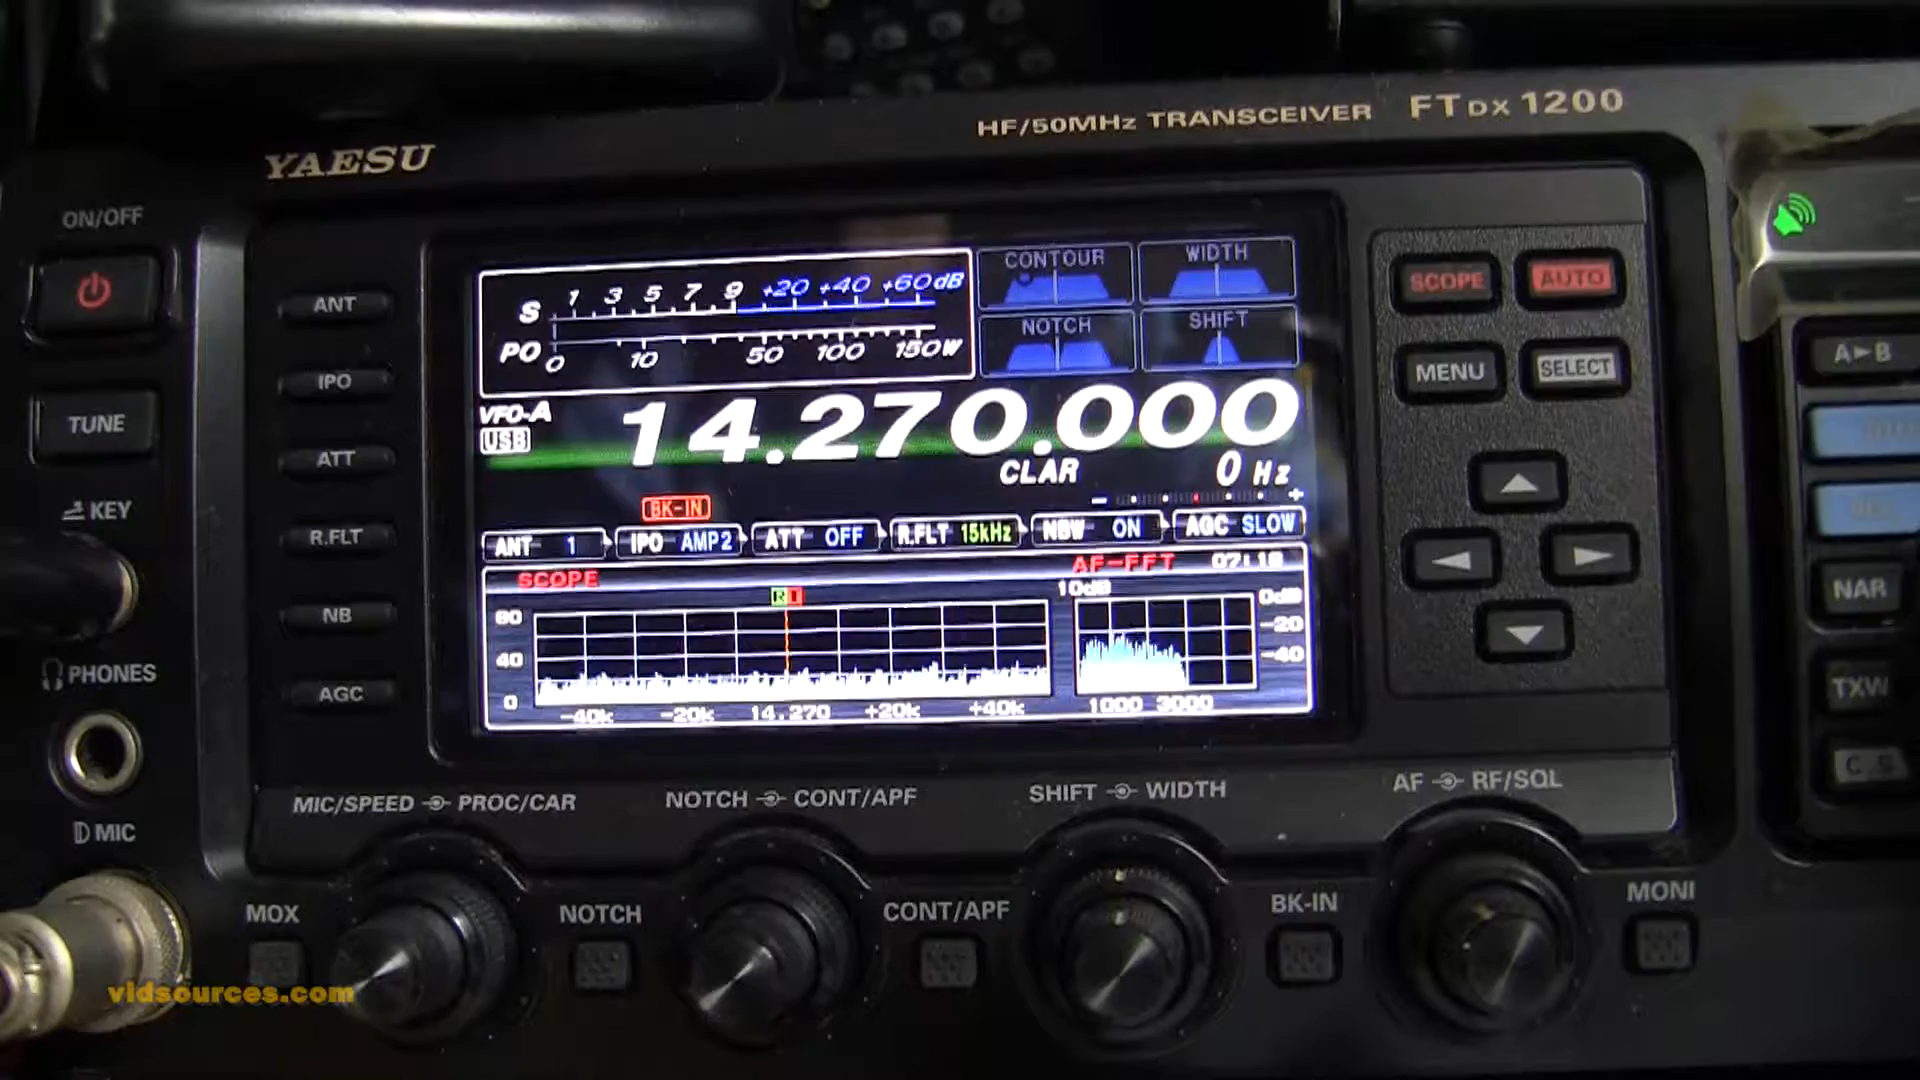 HF/50MHz TRANSCEIVER FTDX 1200
YAESU
ON/OFF
TUNE
KEY
PHONES
MIC
ANT
IPO
ATT
R.FLT
NB
AGC
S 1 3 5 7 9 +20 +40 +60dB
PO 0 10 50 100 150W
CONTOUR WIDTH
NOTCH SHIFT
VFO-A
USB
14.270.000
CLAR 0 Hz
BK-IN
- +
ANT 1 IPO AMP2 ATT OFF R.FLT 15kHz NBW ON AGC SLOW
SCOPE AF-FFT
R
10dB 0dB
80 -20
40 -40
0
-40k -20k 14.270 +20k +40k 1000 3000
SCOPE AUTO
MENU SELECT
A►B
NAR
TXW
C.S
MIC/SPEED PROC/CAR NOTCH CONT/APF SHIFT WIDTH AF RF/SQL
MOX NOTCH CONT/APF BK-IN MONI
vidsources.com